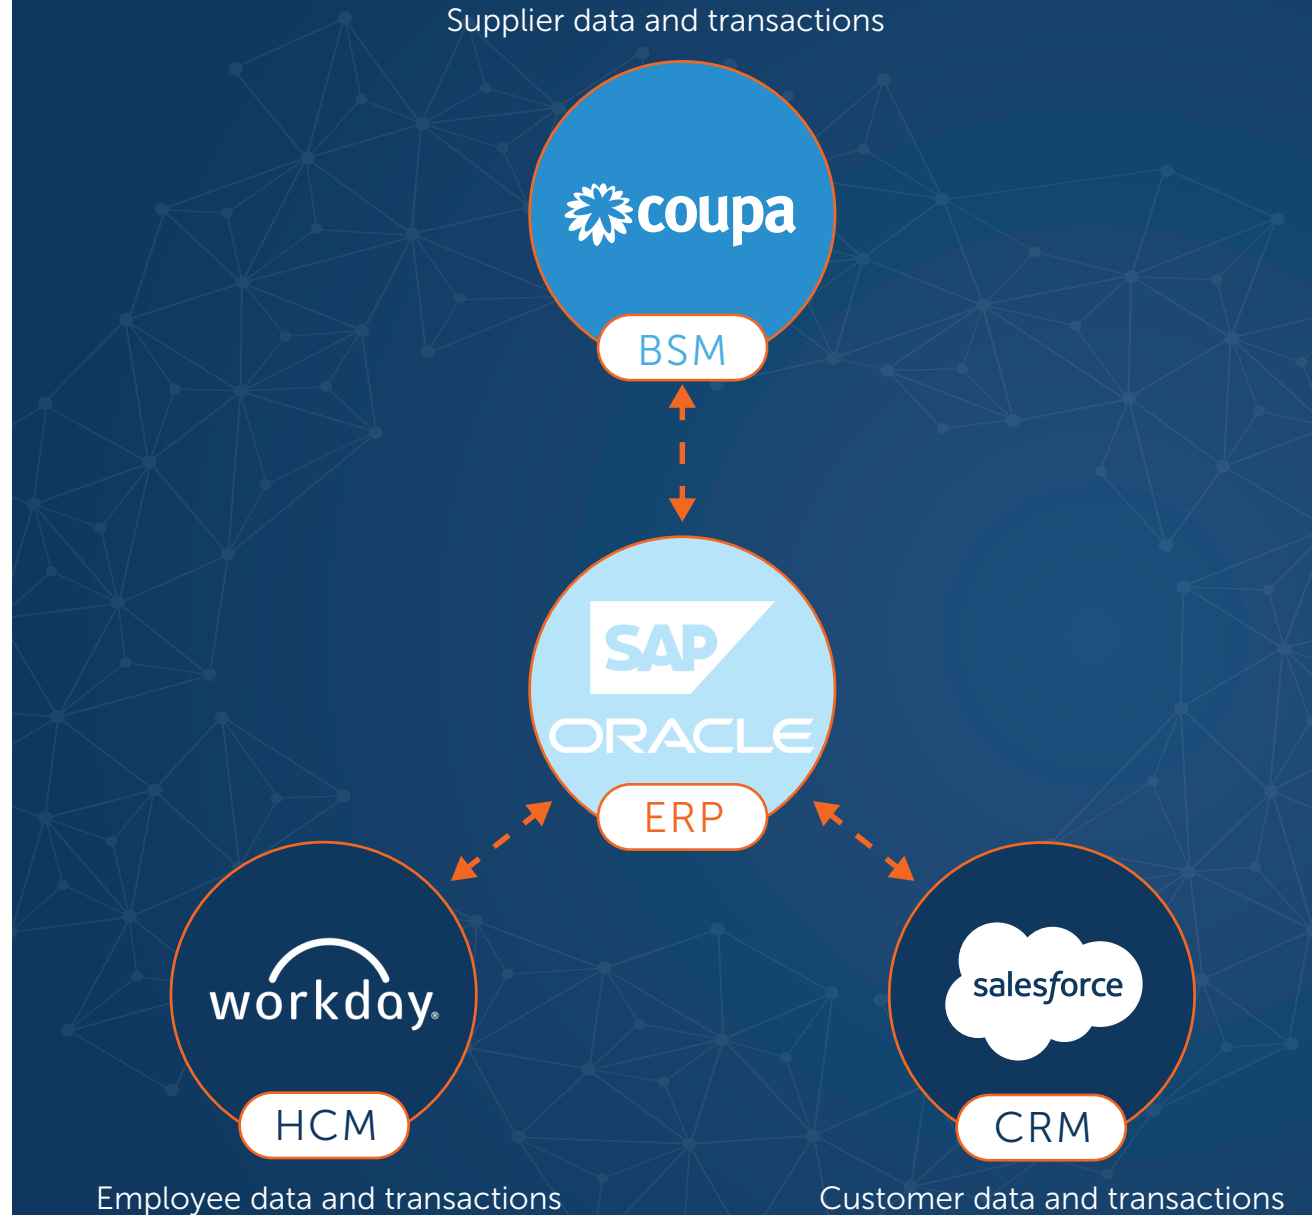 Supplier data and transactions
coupa
BSM
SAP
ORACLE
ERP
workday®
HCM
salesforce
CRM
Employee data and transactions
Customer data and transactions